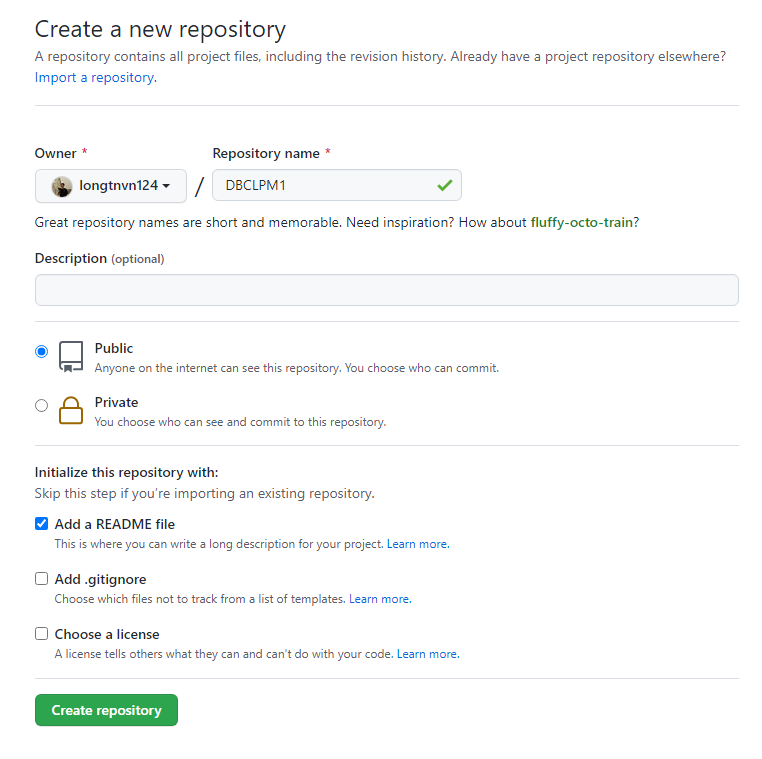 Create a new repository
A repository contains all project files, including the revision history. Already have a project repository elsewhere?
Import a repository.
Owner * Repository name *
longtnvn124 / DBCLPM1
Great repository names are short and memorable. Need inspiration? How about fluffy-octo-train?
Description (optional)
Public
Anyone on the internet can see this repository. You choose who can commit.
Private
You choose who can see and commit to this repository.
Initialize this repository with:
Skip this step if you're importing an existing repository.
Add a README file
This is where you can write a long description for your project. Learn more.
Add .gitignore
Choose which files not to track from a list of templates. Learn more.
Choose a license
A license tells others what they can and can't do with your code. Learn more.
Create repository